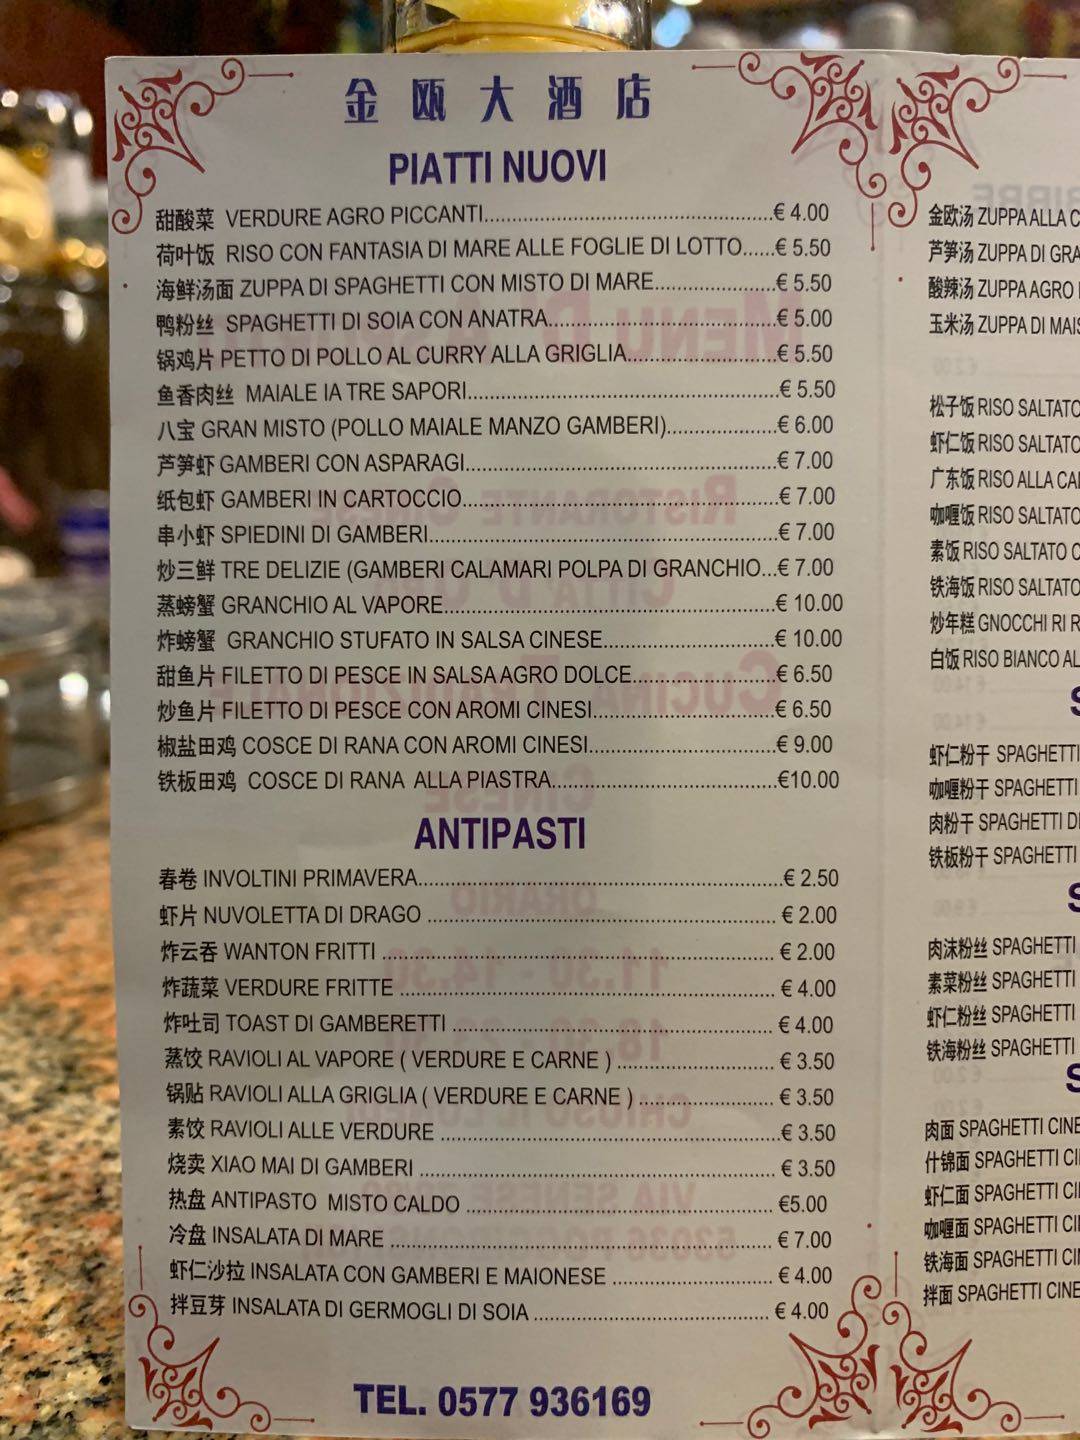 金瓯大酒店
PIATTI NUOVI
甜酸菜 VERDURE AGRO PICCANTI...€ 4.00
荷叶饭 RISO CON FANTASIA DI MARE ALLE FOGLIE DI LOTTO......€ 5.50
海鲜汤面 ZUPPA DI SPAGHETTI CON MISTO DI MARE...€ 5.50
鸭粉丝 SPAGHETTI DI SOIA CON ANATRA...€ 5.00
锅鸡片 PETTO DI POLLO AL CURRY ALLA GRIGLIA...€ 5.50
鱼香肉丝 MAIALE IA TRE SAPORI...€ 5.50
八宝 GRAN MISTO (POLLO MAIALE MANZO GAMBERI)...€ 6.00
芦笋虾 GAMBERI CON ASPARAGI...€ 7.00
纸包虾 GAMBERI IN CARTOCCIO...€ 7.00
串小虾 SPIEDINI DI GAMBERI...€ 7.00
炒三鲜 TRE DELIZIE (GAMBERI CALAMARI POLPA DI GRANCHIO...€ 7.00
蒸螃蟹 GRANCHIO AL VAPORE...€ 10.00
炸螃蟹 GRANCHIO STUFATO IN SALSA CINESE...€ 10.00
甜鱼片 FILETTO DI PESCE IN SALSA AGRO DOLCE...€ 6.50
炒鱼片 FILETTO DI PESCE CON AROMI CINESI...€ 6.50
椒盐田鸡 COSCE DI RANA CON AROMI CINESI...€ 9.00
铁板田鸡 COSCE DI RANA ALLA PIASTRA...€10.00
ANTIPASTI
春卷 INVOLTINI PRIMAVERA...€ 2.50
虾片 NUVOLETTA DI DRAGO ... € 2.00
炸云吞 WANTON FRITTI ... € 2.00
炸蔬菜 VERDURE FRITTE ... € 4.00
炸吐司 TOAST DI GAMBERETTI ... € 4.00
蒸饺 RAVIOLI AL VAPORE ( VERDURE E CARNE ) ... € 3.50
锅贴 RAVIOLI ALLA GRIGLIA ( VERDURE E CARNE ) ... € 3.50
素饺 RAVIOLI ALLE VERDURE ...€ 3.50
烧卖 XIAO MAI DI GAMBERI ... € 3.50
热盘 ANTIPASTO MISTO CALDO ... €5.00
冷盘 INSALATA DI MARE ... € 7.00
虾仁沙拉 INSALATA CON GAMBERI E MAIONESE ... € 4.00
拌豆芽 INSALATA DI GERMOGLI DI SOIA ... € 4.00
TEL. 0577 936169
金欧汤 ZUPPA ALLA
芦笋汤 ZUPPA DI
酸辣汤 ZUPPA AGRO
玉米汤 ZUPPA DI MAIS
松子饭 RISO SALTATO
虾仁饭 RISO SALTATO
广东饭 RISO ALLA
咖喱饭 RISO SALTATO
素饭 RISO SALTATO
铁海饭 RISO SALTATO
炒年糕 GNOCCHI RI
白饭 RISO BIANCO
虾仁粉干 SPAGHETTI
咖喱粉干 SPAGHETTI
肉粉干 SPAGHETTI
铁板粉干 SPAGHETTI
肉沫粉丝 SPAGHETTI
素菜粉丝 SPAGHETTI
虾仁粉丝 SPAGHETTI
铁海粉丝 SPAGHETTI
肉面 SPAGHETTI
什锦面 SPAGHETTI
虾仁面 SPAGHETTI
咖喱面 SPAGHETTI
铁海面 SPAGHETTI
拌面 SPAGHETTI